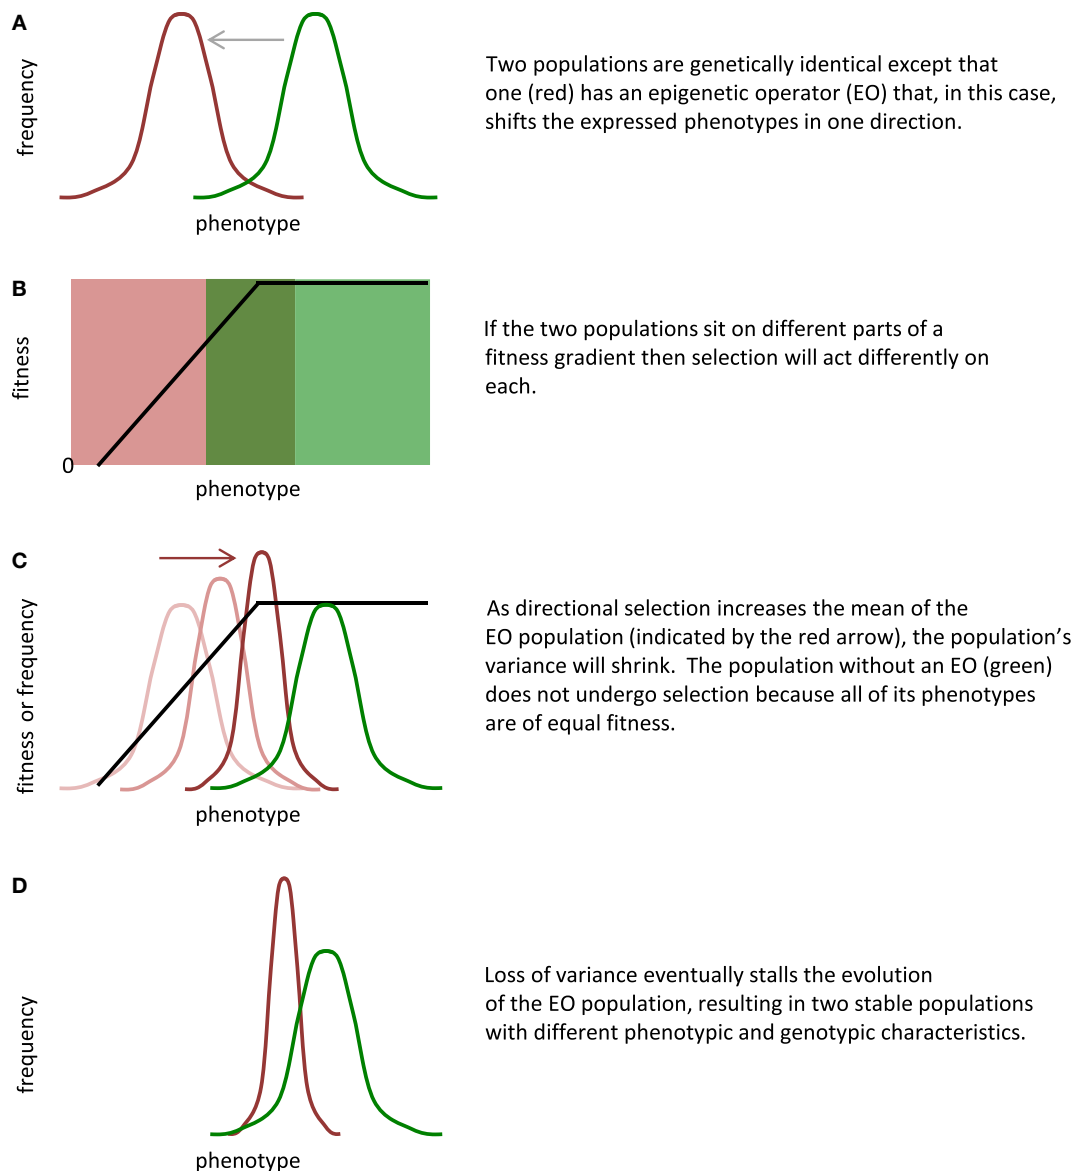 A
frequency
phenotype
Two populations are genetically identical except that
one (red) has an epigenetic operator (EO) that, in this case,
shifts the expressed phenotypes in one direction.
B
fitness
0
phenotype
If the two populations sit on different parts of a
fitness gradient then selection will act differently on
each.
C
fitness or frequency
phenotype
As directional selection increases the mean of the
EO population (indicated by the red arrow), the population’s
variance will shrink.  The population without an EO (green)
does not undergo selection because all of its phenotypes
are of equal fitness.
D
frequency
phenotype
Loss of variance eventually stalls the evolution
of the EO population, resulting in two stable populations
with different phenotypic and genotypic characteristics.